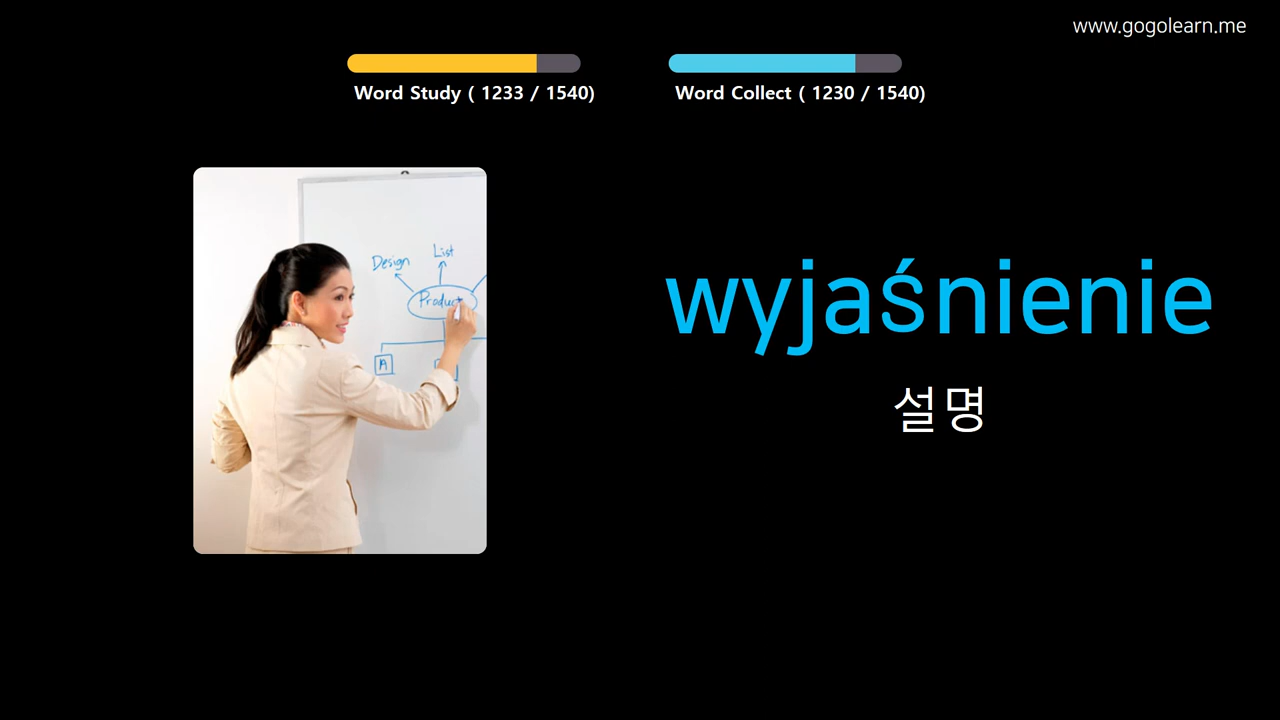 www.gogolearn.me
Word Study ( 1233 / 1540)
Word Collect ( 1230 / 1540)
Design
List
Product
A
wyjaśnienie
설명